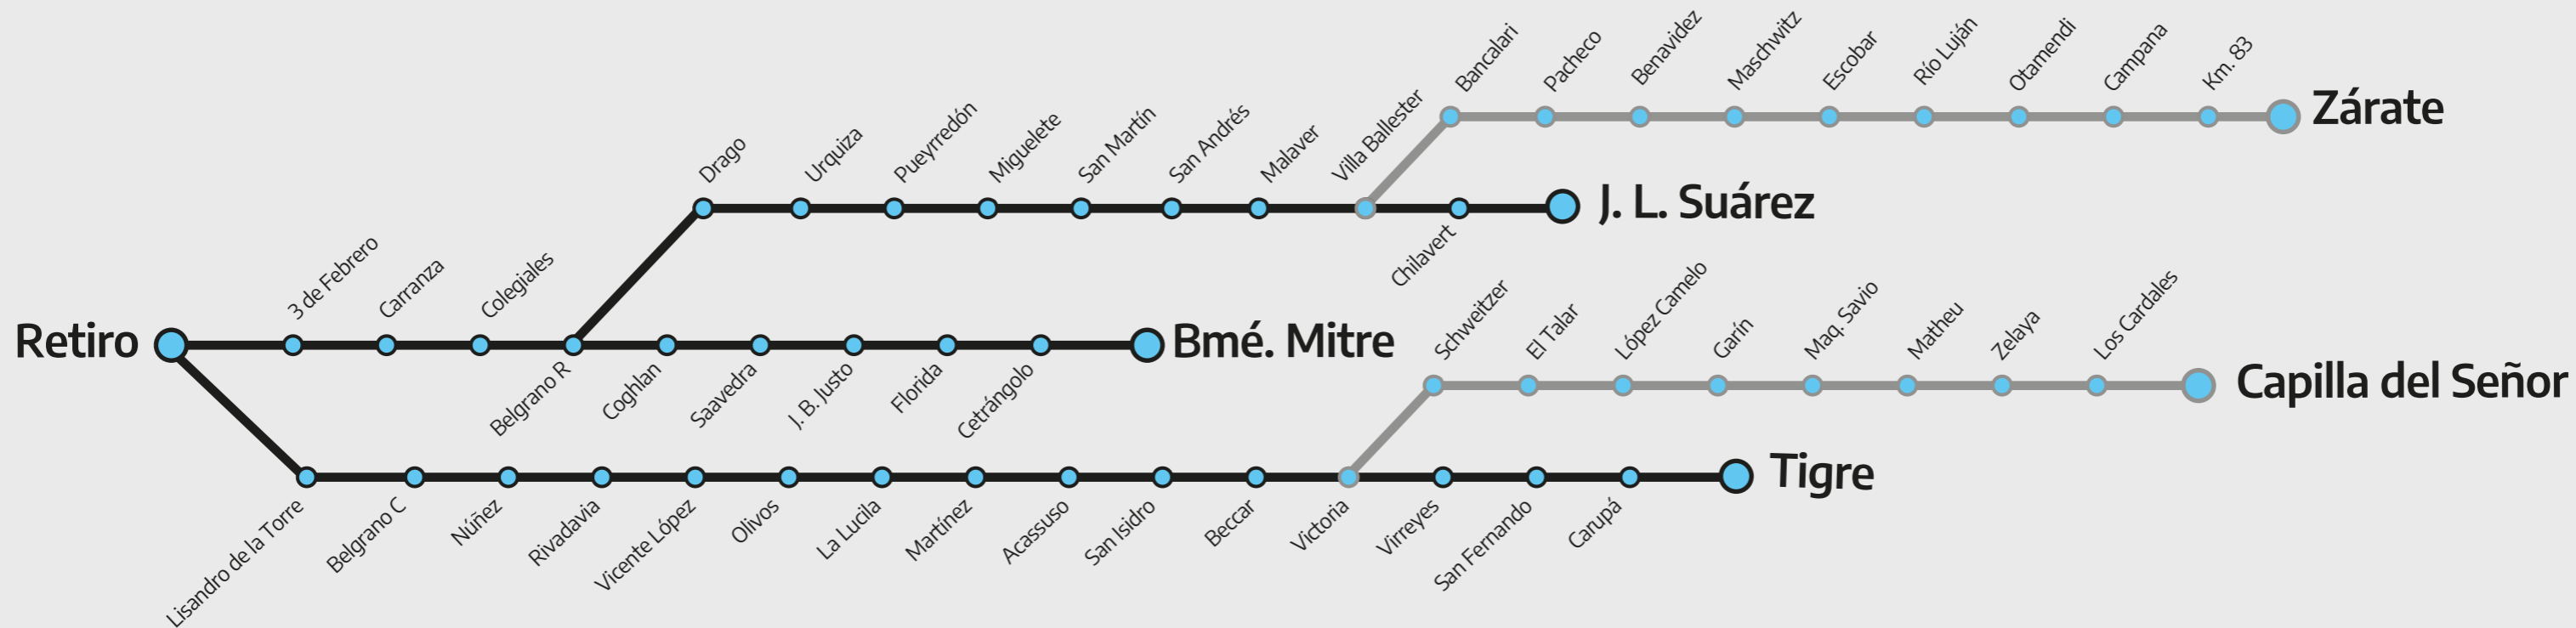 Bancalari
Pacheco
Benavidez
Maschwitz
Escobar
Río Luján
Otamendi
Campana
Km. 83
Zárate
Drago
Urquiza
Pueyrredón
Miguelete
San Martín
San Andrés
Malaver
Villa Ballester
Chilavert
J. L. Suárez
Retiro
3 de Febrero
Carranza
Colegiales
Belgrano R
Coghlan
Saavedra
J. B. Justo
Florida
Cetrángolo
Bmé. Mitre
Schweitzer
El Talar
López Camelo
Garín
Maq. Savio
Matheu
Zelaya
Los Cardales
Capilla del Señor
Lisandro de la Torre
Belgrano C
Núñez
Rivadavia
Vicente López
Olivos
La Lucila
Martínez
Acassuso
San Isidro
Beccar
Victoria
Virreyes
San Fernando
Carupá
Tigre